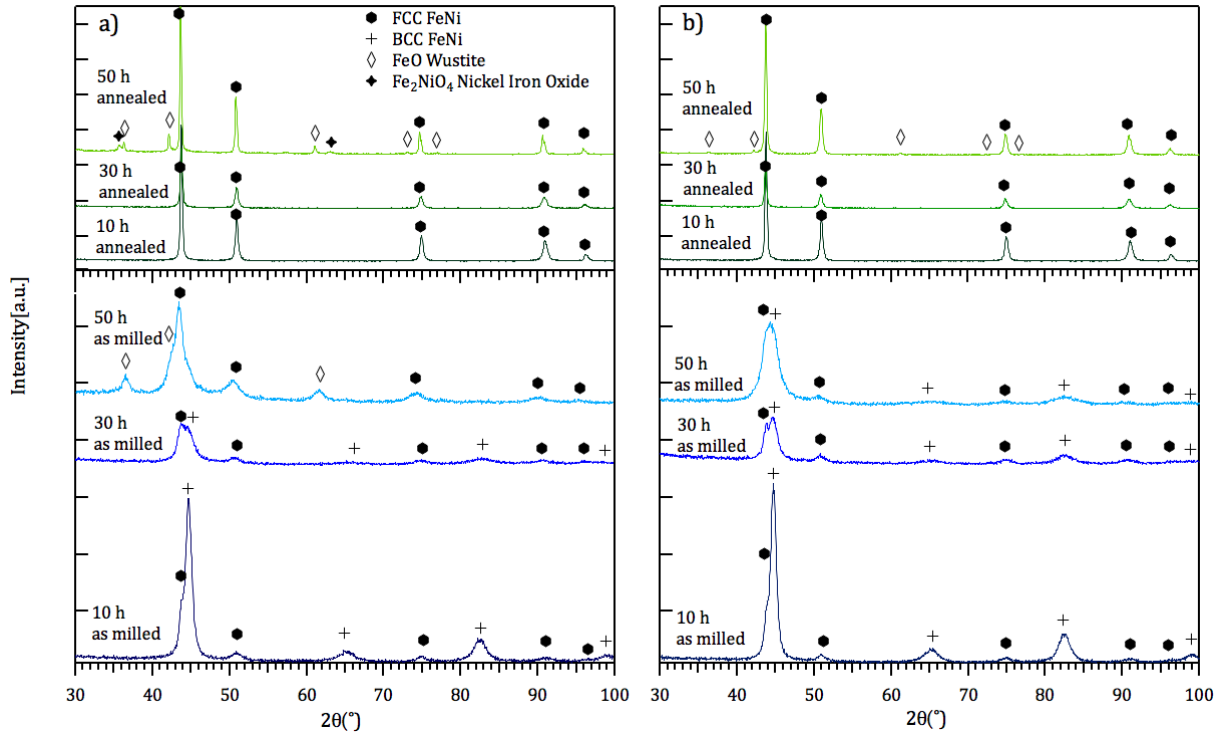 a)
FCC FeNi
BCC FeNi
FeO Wustite
Fe₂NiO₄ Nickel Iron Oxide
50 h
annealed
30 h
annealed
10 h
annealed
50 h
as milled
30 h
as milled
10 h
as milled
Intensity[a.u.]
30 40 50 60 70 80 90 100
2θ(°)
b)
50 h
annealed
30 h
annealed
10 h
annealed
50 h
as milled
30 h
as milled
10 h
as milled
30 40 50 60 70 80 90 100
2θ(°)